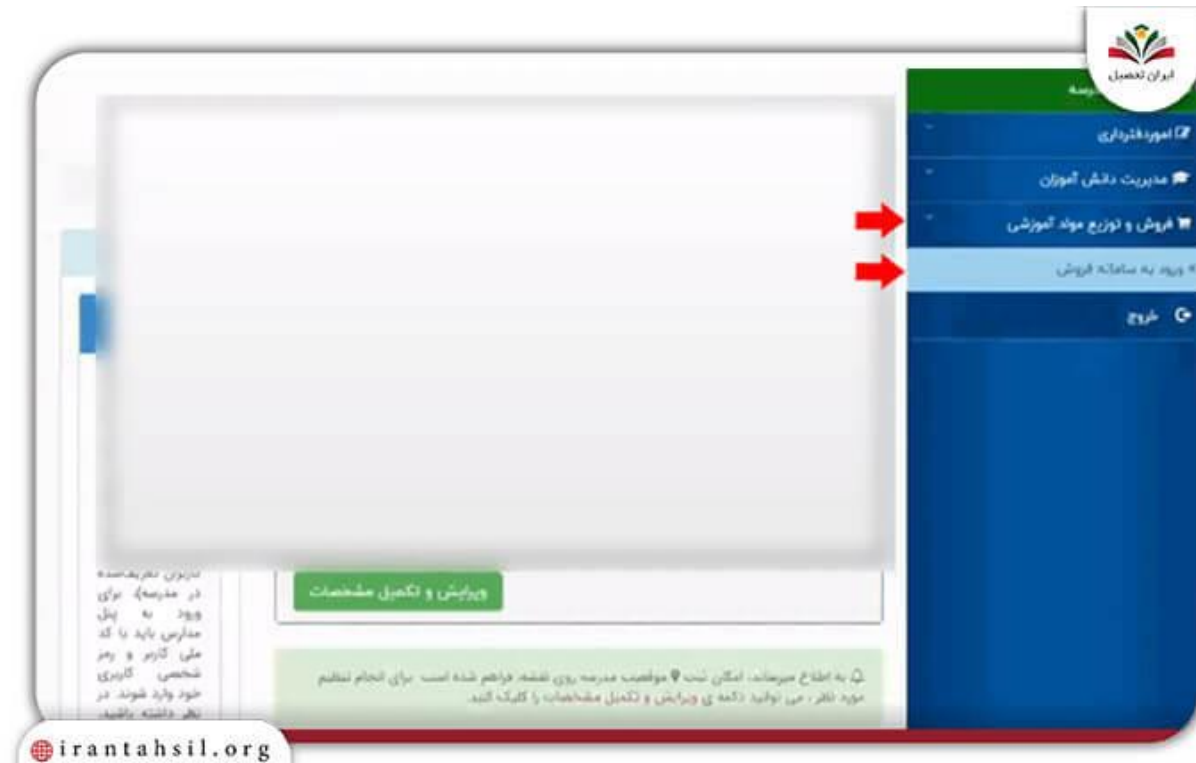 ایران تحصیل
اموردفترداری
مدیریت دانش آموزان
فروش و توزیع مواد آموزشی
ورود به سامانه فروش
خروج
ویرایش و تکمیل مشخصات
به اطلاع میرساند، امکان ثبت موقعیت مدرسه روی نقشه، فراهم شده است. برای انجام تنظیم
مورد نظر ، می توانید دکمه ی ویرایش و تکمیل مشخصات را کلیک کنید.
کاربران تعریف‌شده
در مدرسه)، برای
ورود به پنل
مدارس باید با کد
ملی کاربر و رمز
شخصی کاربری
خود وارد شوند. در
نظر داشته باشید،
irantahsil.org